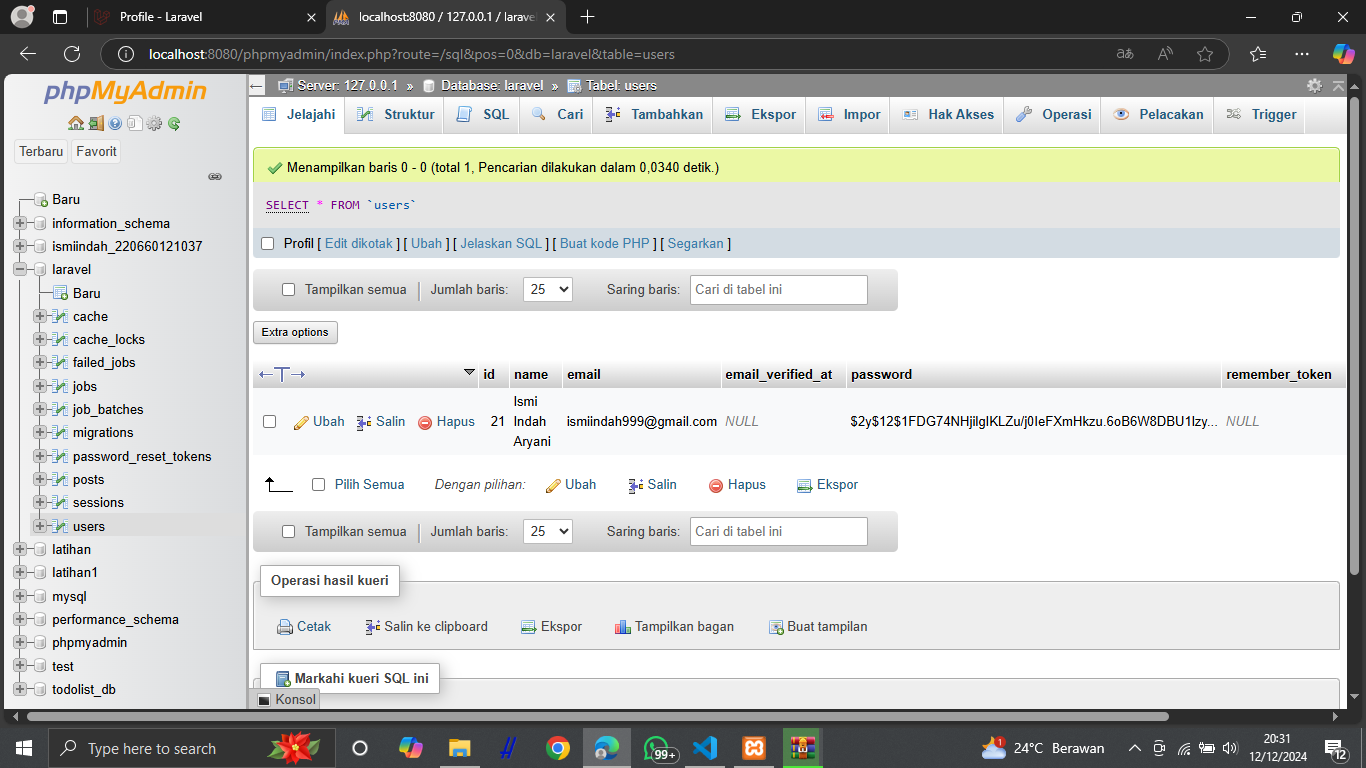 Profile - Laravel
localhost:8080 / 127.0.0.1 / larave
localhost:8080/phpmyadmin/index.php?route=/sql&pos=0&db=laravel&table=users
phpMyAdmin
Terbaru
Favorit
Baru
information_schema
ismiindah_220660121037
laravel
Baru
cache
cache_locks
failed_jobs
jobs
job_batches
migrations
password_reset_tokens
posts
sessions
users
latihan
latihan1
mysql
performance_schema
phpmyadmin
test
todolist_db
Server: 127.0.0.1 » Database: laravel » Tabel: users
Jelajahi Struktur SQL Cari Tambahkan Ekspor Impor Hak Akses Operasi Pelacakan Trigger
Menampilkan baris 0 - 0 (total 1, Pencarian dilakukan dalam 0,0340 detik.)
SELECT * FROM `users`
Profil [ Edit dikotak ] [ Ubah ] [ Jelaskan SQL ] [ Buat kode PHP ] [ Segarkan ]
Tampilkan semua Jumlah baris: 25 Saring baris: Cari di tabel ini
Extra options
←T→ id name email email_verified_at password remember_token
Ubah Salin Hapus 21 Ismi Indah Aryani ismiindah999@gmail.com NULL $2y$12$1FDG74NHjilgIKLZu/j0IeFXmHkzu.6oB6W8DBU1Izy... NULL
Pilih Semua Dengan pilihan: Ubah Salin Hapus Ekspor
Tampilkan semua Jumlah baris: 25 Saring baris: Cari di tabel ini
Operasi hasil kueri
Cetak Salin ke clipboard Ekspor Tampilkan bagan Buat tampilan
Markahi kueri SQL ini
Konsol
Type here to search
99+
1
24°C Berawan
20:31
12/12/2024
12